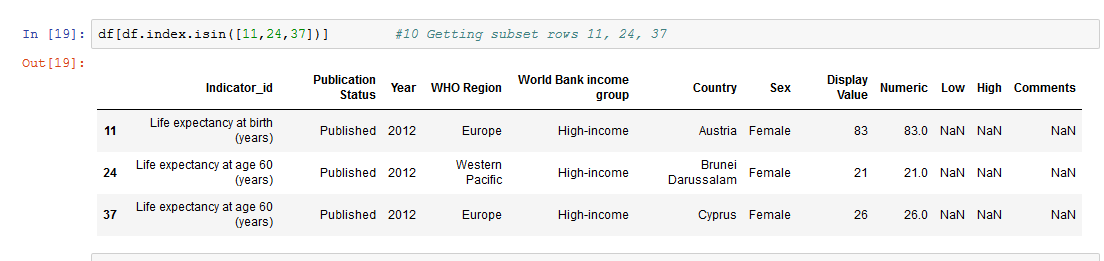 In [19]: df[df.index.isin([11,24,37])] #10 Getting subset rows 11, 24, 37
Out[19]:
Indicator_id Publication Status Year WHO Region World Bank income group Country Sex Display Value Numeric Low High Comments
11 Life expectancy at birth (years) Published 2012 Europe High-income Austria Female 83 83.0 NaN NaN NaN
24 Life expectancy at age 60 (years) Published 2012 Western Pacific High-income Brunei Darussalam Female 21 21.0 NaN NaN NaN
37 Life expectancy at age 60 (years) Published 2012 Europe High-income Cyprus Female 26 26.0 NaN NaN NaN